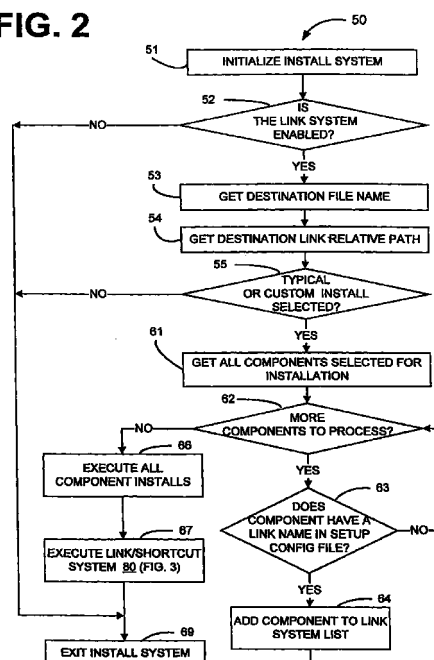 FIG. 2
50
51
INITIALIZE INSTALL SYSTEM
52
IS
THE LINK SYSTEM
ENABLED?
NO
YES
53
GET DESTINATION FILE NAME
54
GET DESTINATION LINK RELATIVE PATH
55
TYPICAL
OR CUSTOM INSTALL
SELECTED?
NO
YES
61
GET ALL COMPONENTS SELECTED FOR
INSTALLATION
62
MORE
COMPONENTS TO PROCESS?
NO
YES
66
EXECUTE ALL
COMPONENT INSTALLS
63
DOES
COMPONENT HAVE A
LINK NAME IN SETUP
CONFIG FILE?
NO
YES
67
EXECUTE LINK/SHORTCUT
SYSTEM 80 (FIG. 3)
64
ADD COMPONENT TO LINK
SYSTEM LIST
69
EXIT INSTALL SYSTEM